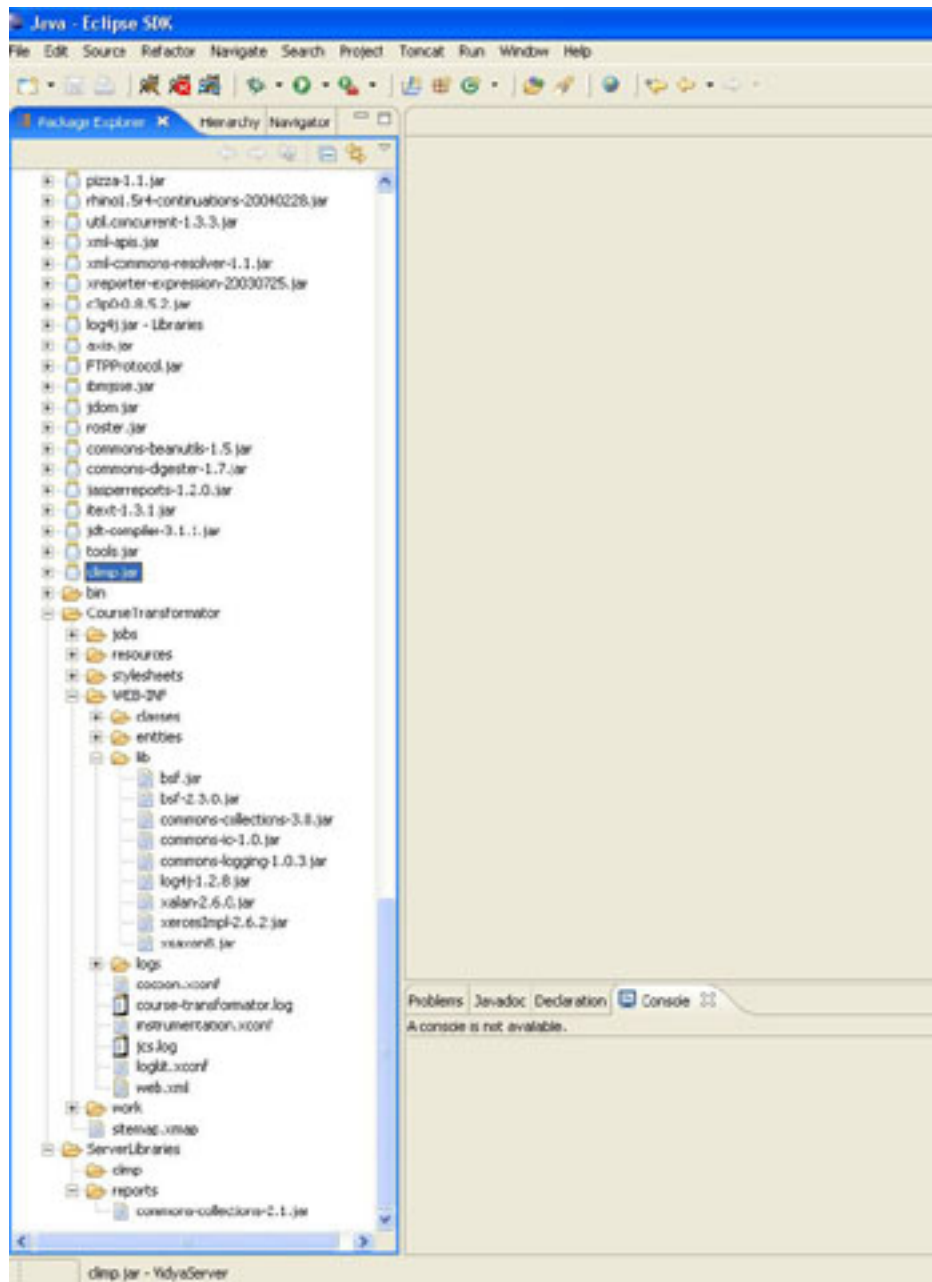 Java - Eclipse SDK
File Edit Source Refactor Navigate Search Project Tomcat Run Window Help
Package Explorer Hierarchy Navigator
pizza-1.1.jar
rhino1.5r4-continuations-20040228.jar
util.concurrent-1.3.3.jar
xml-apis.jar
xml-commons-resolver-1.1.jar
xreporter-expression-20030725.jar
c3p0-0.8.5.2.jar
log4j.jar - Libraries
axis.jar
FTPProtocol.jar
ibmjsse.jar
jdom.jar
roster.jar
commons-beanutils-1.5.jar
commons-digester-1.7.jar
jasperreports-1.2.0.jar
itext-1.3.1.jar
jdt-compiler-3.1.1.jar
tools.jar
climp.jar
bin
CourseTransformator
jobs
resources
stylesheets
WEB-INF
classes
entities
lib
bsf.jar
bsf-2.3.0.jar
commons-io-1.0.jar
commons-logging-1.0.3.jar
log4j-1.2.8.jar
xalan-2.6.0.jar
xercesImpl-2.6.2.jar
logs
cocoon.xconf
course-transformator.log
instrumentation.xconf
jcs.log
logkit.xconf
web.xml
work
sitemap.xmap
ServerLibraries
climp
reports
commons-collections-2.1.jar
Problems Javadoc Declaration Console
A console is not available.
climp.jar - VidyaServer